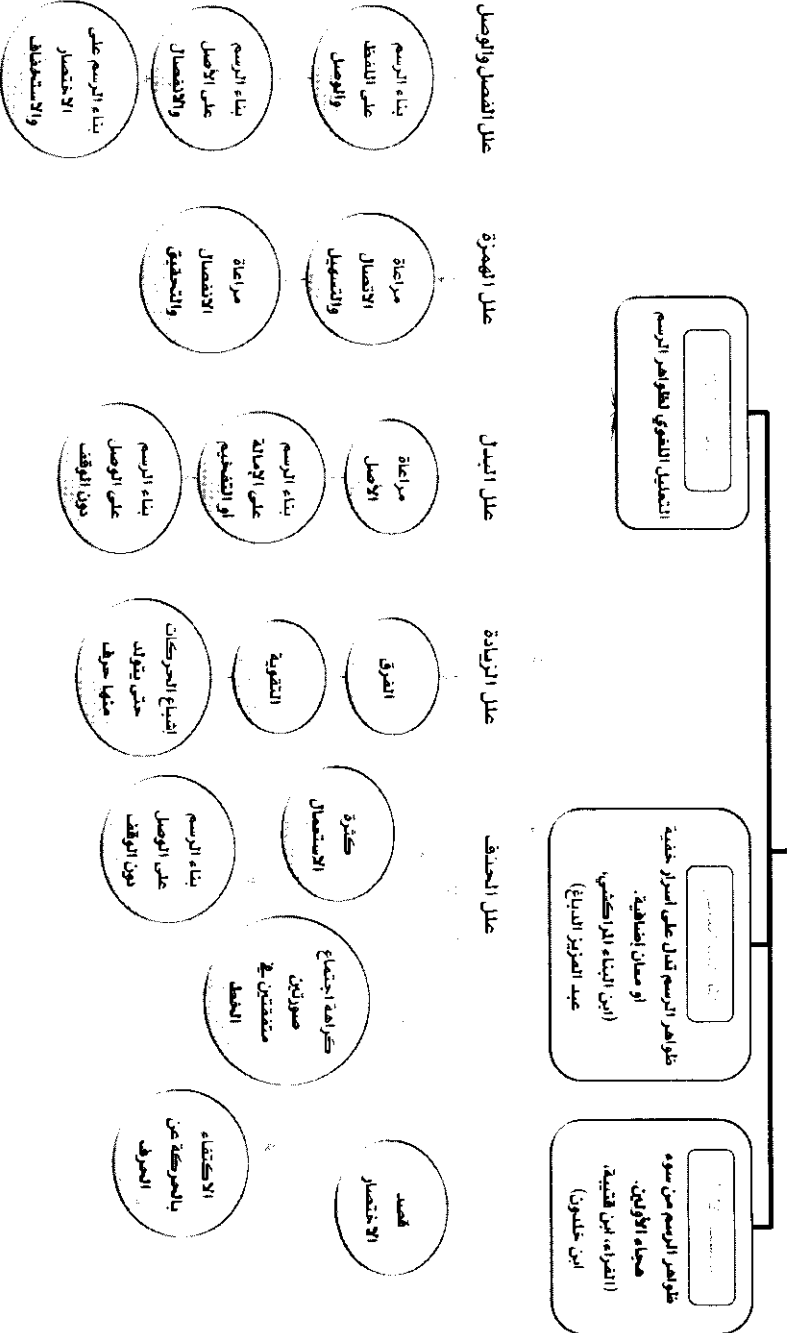 ظواهر الرسم من سوء
هجاء الأولين.
(الفراء، ابن قتيبة،
ابن خلدون)
ظواهر الرسم تدل على أسرار خفية
أو معان إضافية.
(ابن البناء المراكشي،
عبد العزيز الدباغ)
التعليل اللغوي لظواهر الرسم
علل الحذف
قصد
الاختصار
كثرة
الاستعمال
كراهة اجتماع
صورتين
متفقتين في
الخط
الاكتفاء
بالحركة عن
الحرف
بناء الرسم
على الوصل
دون الوقف
علل الزيادة
الفرق
التقوية
إشباع الحركات
حتى يتولد
منها حرف
علل البدل
مراعاة
الأصل
بناء الرسم
على الإمالة
أو التفخيم
بناء الرسم
على الوصل
دون الوقف
علل الهمزة
مراعاة
الاتصال
والتسهيل
مراعاة
الانفصال
والتحقيق
علل الفصل والوصل
بناء الرسم
على اللفظ
والوصل
بناء الرسم
على الأصل
والانفصال
بناء الرسم على
الاختصار
والاستخفاف